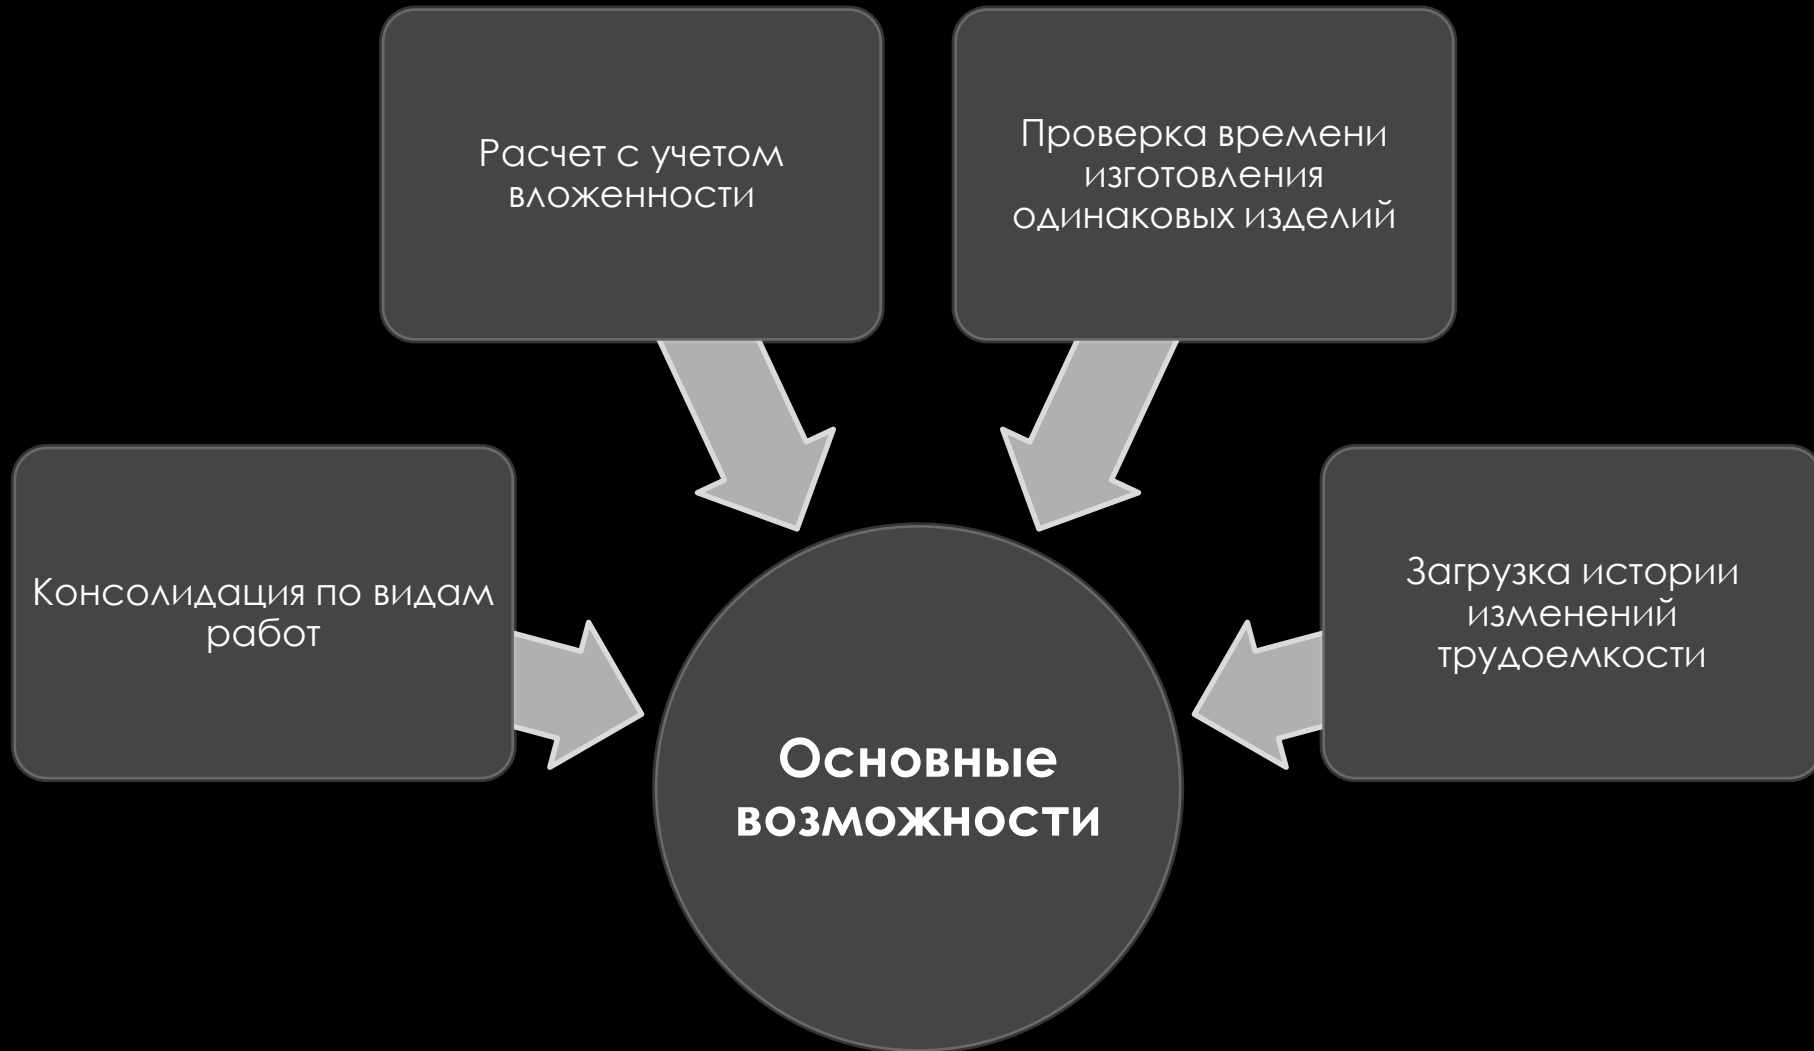 Расчет с учетом
вложенности
Проверка времени
изготовления
одинаковых изделий
Консолидация по видам
работ
Загрузка истории
изменений
трудоемкости
Основные
возможности